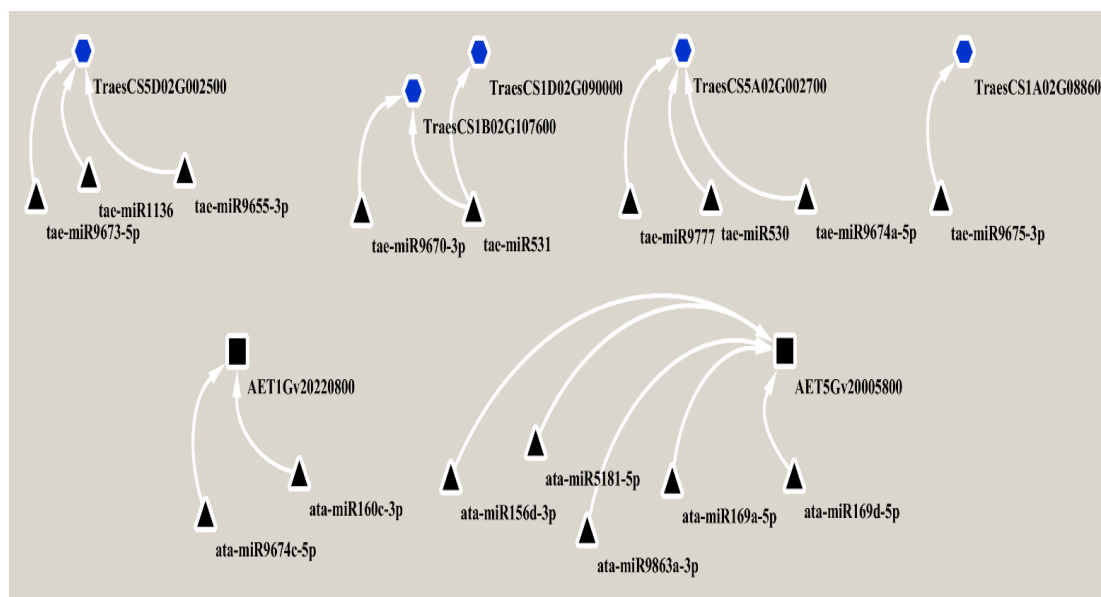 TraesCS5D02G002500
TraesCS1D02G090000
TraesCS5A02G002700
TraesCS1A02G08860
TraesCS1B02G107600
tae-miR9673-5p
tae-miR1136
tae-miR9655-3p
tae-miR9670-3p
tae-miR531
tae-miR9777
tae-miR530
tae-miR9674a-5p
tae-miR9675-3p
AET1Gv20220800
AET5Gv20005800
ata-miR9674c-5p
ata-miR160c-3p
ata-miR156d-3p
ata-miR5181-5p
ata-miR9863a-3p
ata-miR169a-5p
ata-miR169d-5p